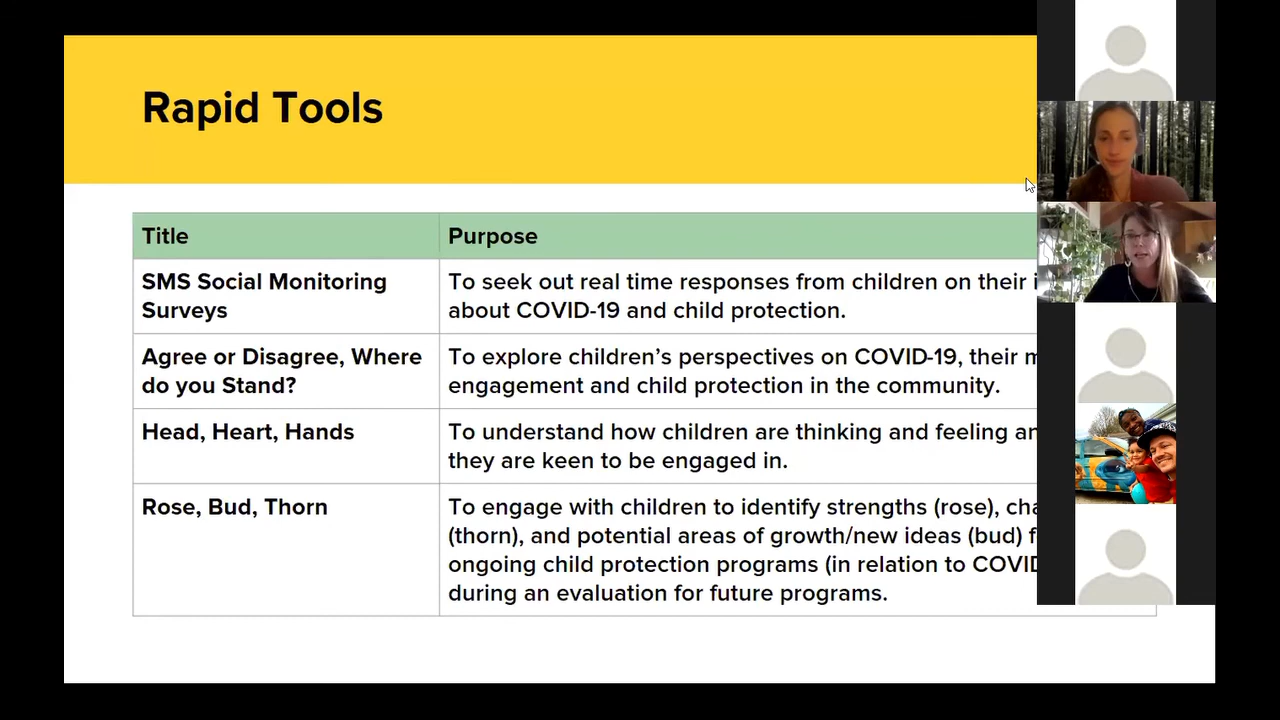 Rapid Tools
Title
Purpose
SMS Social Monitoring
Surveys
To seek out real time responses from children on their
about COVID-19 and child protection.
Agree or Disagree, Where
do you Stand?
To explore children’s perspectives on COVID-19, their
engagement and child protection in the community.
Head, Heart, Hands
To understand how children are thinking and feeling
they are keen to be engaged in.
Rose, Bud, Thorn
To engage with children to identify strengths (rose),
(thorn), and potential areas of growth/new ideas (bud)
ongoing child protection programs (in relation to
during an evaluation for future programs.